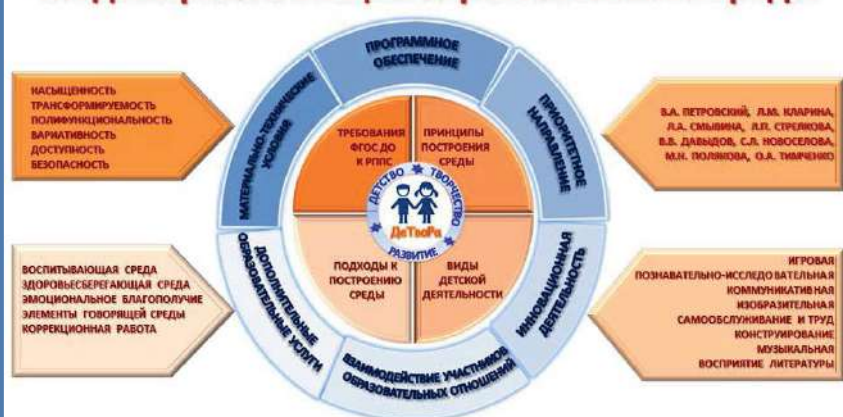 ПРОГРАММНОЕ
ОБЕСПЕЧЕНИЕ
МАТЕРИАЛЬНО-ТЕХНИЧЕСКИЕ
УСЛОВИЯ
ПРИОРИТЕТНОЕ
НАПРАВЛЕНИЕ
НАСЫЩЕННОСТЬ
ТРАНСФОРМИРУЕМОСТЬ
ПОЛИФУНКЦИОНАЛЬНОСТЬ
ВАРИАТИВНОСТЬ
ДОСТУПНОСТЬ
БЕЗОПАСНОСТЬ
ТРЕБОВАНИЯ
ФГОС ДО
К РППС
ПРИНЦИПЫ
ПОСТРОЕНИЯ
СРЕДЫ
В.А. ПЕТРОВСКИЙ, Л.М. КЛАРИНА,
Л.А. СМЫВИНА, Л.П. СТРЕЛКОВА,
В.В. ДАВЫДОВ, С.Л. НОВОСЕЛОВА,
М.Н. ПОЛЯКОВА, О.А. ТИМЧЕНКО
ДЕТСТВО ТВОРЧЕСТВО
ДеТвоРа
РАЗВИТИЕ
ВОСПИТЫВАЮЩАЯ СРЕДА
ЗДОРОВЬЕСБЕРЕГАЮЩАЯ СРЕДА
ЭМОЦИОНАЛЬНОЕ БЛАГОПОЛУЧИЕ
ЭЛЕМЕНТЫ ГОВОРЯЩЕЙ СРЕДЫ
КОРРЕКЦИОННАЯ РАБОТА
ПОДХОДЫ К
ПОСТРОЕНИЮ
СРЕДЫ
ВИДЫ
ДЕТСКОЙ
ДЕЯТЕЛЬНОСТИ
ИГРОВАЯ
ПОЗНАВАТЕЛЬНО-ИССЛЕДОВАТЕЛЬНАЯ
КОММУНИКАТИВНАЯ
ИЗОБРАЗИТЕЛЬНАЯ
САМООБСЛУЖИВАНИЕ И ТРУД
КОНСТРУИРОВАНИЕ
МУЗЫКАЛЬНАЯ
ВОСПРИЯТИЕ ЛИТЕРАТУРЫ
ДОПОЛНИТЕЛЬНЫЕ
ОБРАЗОВАТЕЛЬНЫЕ УСЛУГИ
ИННОВАЦИОННАЯ
ДЕЯТЕЛЬНОСТЬ
ВЗАИМОДЕЙСТВИЕ УЧАСТНИКОВ
ОБРАЗОВАТЕЛЬНЫХ ОТНОШЕНИЙ